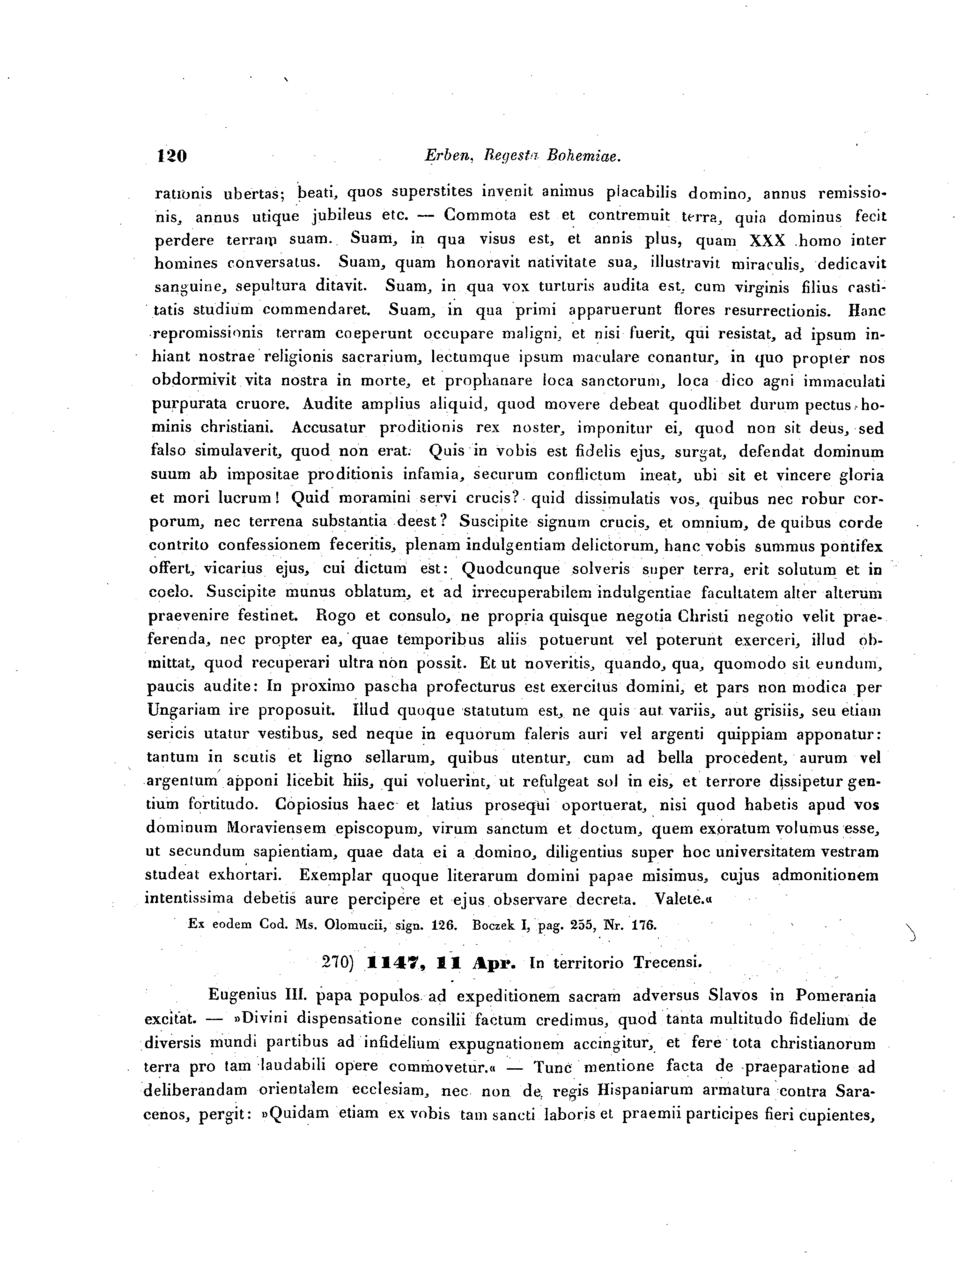 120 Erben, Regesta Bohemiae.
rationis ubertas; beati, quos superstites invenit animus placabilis domino, annus remissio-
nis, annus utique jubileus etc. — Commota est et contremuit terra, quia dominus fecit
perdere terram suam. Suam, in qua visus est, et annis plus, quam XXX homo inter
homines conversatus. Suam, quam honoravit nativitate sua, illustravit miraculis, dedicavit
sanguine, sepultura ditavit. Suam, in qua vox turturis audita est, cum virginis filius casti-
tatis studium commendaret. Suam, in qua primi apparuerunt flores resurrectionis. Hanc
repromissionis terram coeperunt occupare maligni, et nisi fuerit, qui resistat, ad ipsum in-
hiant nostrae religionis sacrarium, lectumque ipsum maculare conantur, in quo propter nos
obdormivit vita nostra in morte, et prophanare loca sanctorum, loca dico agni immaculati
purpurata cruore. Audite amplius aliquid, quod movere debeat quodlibet durum pectus ho-
minis christiani. Accusatur proditionis rex noster, imponitur ei, quod non sit deus, sed
falso simulaverit, quod non erat. Quis in vobis est fidelis ejus, surgat, defendat dominum
suum ab impositae proditionis infamia, securum conflictum ineat, ubi sit et vincere gloria
et mori lucrum! Quid moramini servi crucis? quid dissimulatis vos, quibus nec robur cor-
porum, nec terrena substantia deest? Suscipite signum crucis, et omnium, de quibus corde
contrito confessionem feceritis, plenam indulgentiam delictorum, hanc vobis summus pontifex
offert, vicarius ejus, cui dictum est: Quodcunque solveris super terra, erit solutum et in
coelo. Suscipite munus oblatum, et ad irrecuperabilem indulgentiae facultatem alter alterum
praevenire festinet. Rogo et consulo, ne propria quisque negotia Christi negotio velit prae-
ferenda, nec propter ea, quae temporibus aliis potuerunt vel poterunt exerceri, illud ob-
mittat, quod recuperari ultra non possit. Et ut noveritis, quando, qua, quomodo sit eundum,
paucis audite: In proximo pascha profecturus est exercitus domini, et pars non modica per
Ungariam ire proposuit. Illud quoque statutum est, ne quis aut variis, aut grisiis, seu etiam
sericis utatur vestibus, sed neque in equorum faleris auri vel argenti quippiam apponatur:
tantum in scutis et ligno sellarum, quibus utentur, cum ad bella procedent, aurum vel
argentum apponi licebit hiis, qui voluerint, ut refulgeat sol in eis, et terrore dissipetur gen-
tium fortitudo. Copiosius haec et latius prosequi oportuerat, nisi quod habetis apud vos
dominum Moraviensem episcopum, virum sanctum et doctum, quem exoratum volumus esse,
ut secundum sapientiam, quae data ei a domino, diligentius super hoc universitatem vestram
studeat exhortari. Exemplar quoque literarum domini papae misimus, cujus admonitionem
intentissima debetis aure percipere et ejus observare decreta. Valete.«
Ex eodem Cod. Ms. Olomucii, sign. 126. Boczek I, pag. 255, Nr. 176.
270) 1147, 11 Apr. In territorio Trecensi.
Eugenius III. papa populos ad expeditionem sacram adversus Slavos in Pomerania
excitat. — »Divini dispensatione consilii factum credimus, quod tanta multitudo fidelium de
diversis mundi partibus ad infidelium expugnationem accingitur, et fere tota christianorum
terra pro tam laudabili opere commovetur.« — Tunc mentione facta de praeparatione ad
deliberandam orientalem ecclesiam, nec non de regis Hispaniarum armatura contra Sara-
cenos, pergit: »Quidam etiam ex vobis tam sancti laboris et praemii participes fieri cupientes,